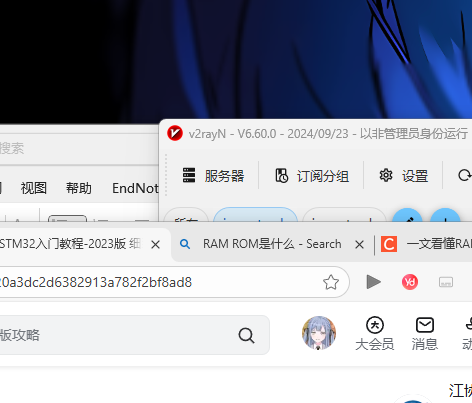 v2rayN - V6.60.0 - 2024/09/23 - 以非管理员身份运行
搜索
服务器 订阅分组 设置
视图 帮助 EndNot
STM32入门教程-2023版 细 RAM ROM是什么 - Search 一文看懂RA
20a3dc2d6382913a782f2bf8ad8
版攻略
大会员 消息 动
江协